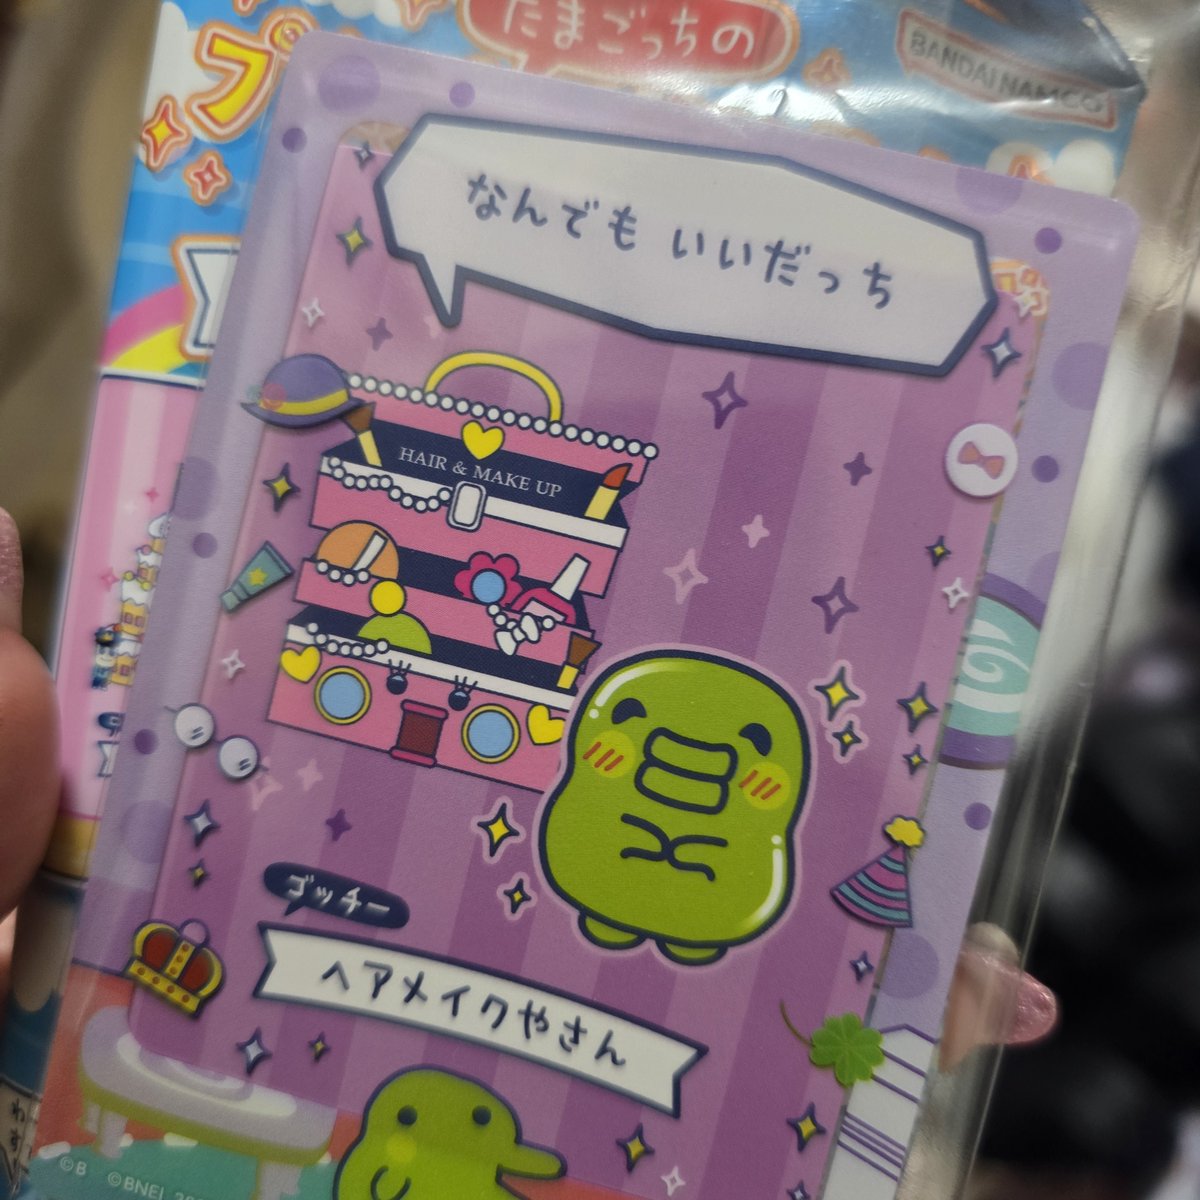 たまごっちの
プ
BANDAI NAMCO
なんでも いいだっち
HAIR & MAKE UP
ゴッチー
ヘアメイクやさん
©B ©BNEI